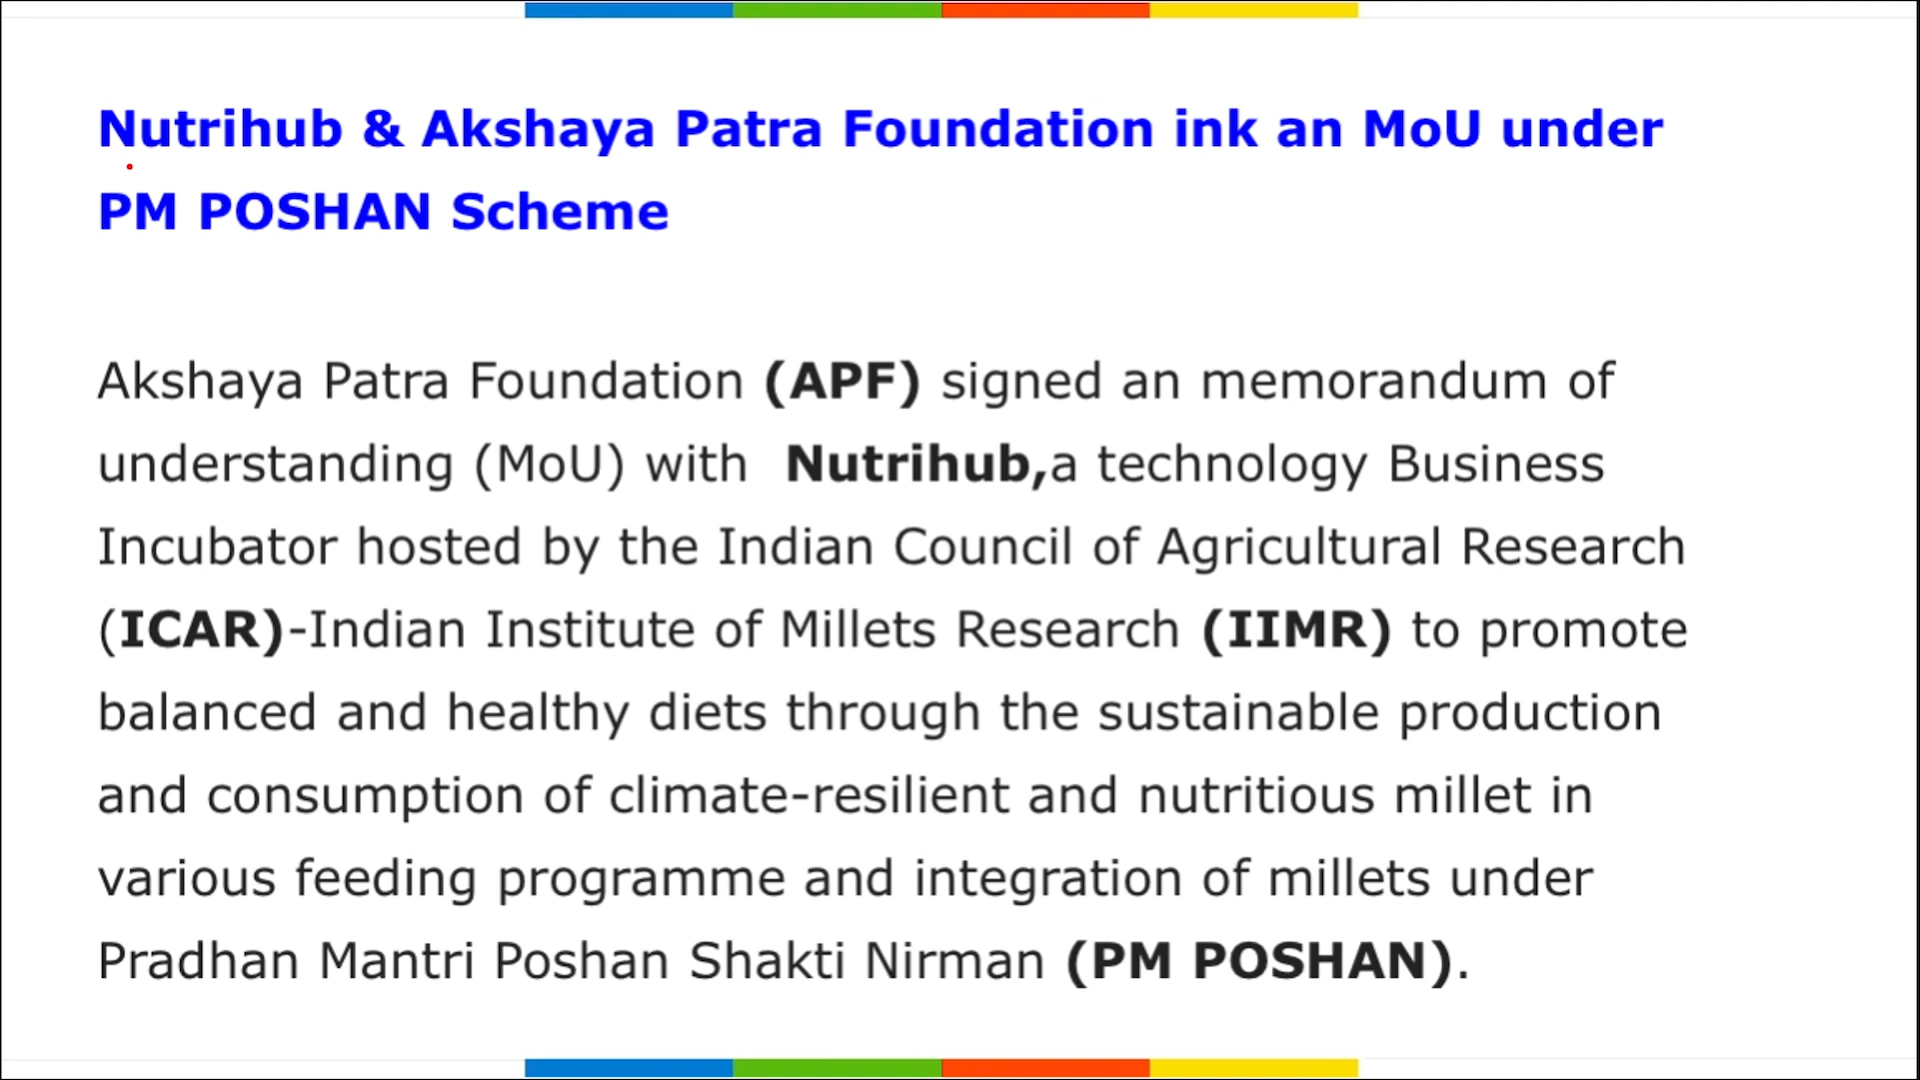 Nutrihub & Akshaya Patra Foundation ink an MoU under
PM POSHAN Scheme
Akshaya Patra Foundation (APF) signed an memorandum of
understanding (MoU) with  Nutrihub,a technology Business
Incubator hosted by the Indian Council of Agricultural Research
(ICAR)-Indian Institute of Millets Research (IIMR) to promote
balanced and healthy diets through the sustainable production
and consumption of climate-resilient and nutritious millet in
various feeding programme and integration of millets under
Pradhan Mantri Poshan Shakti Nirman (PM POSHAN).